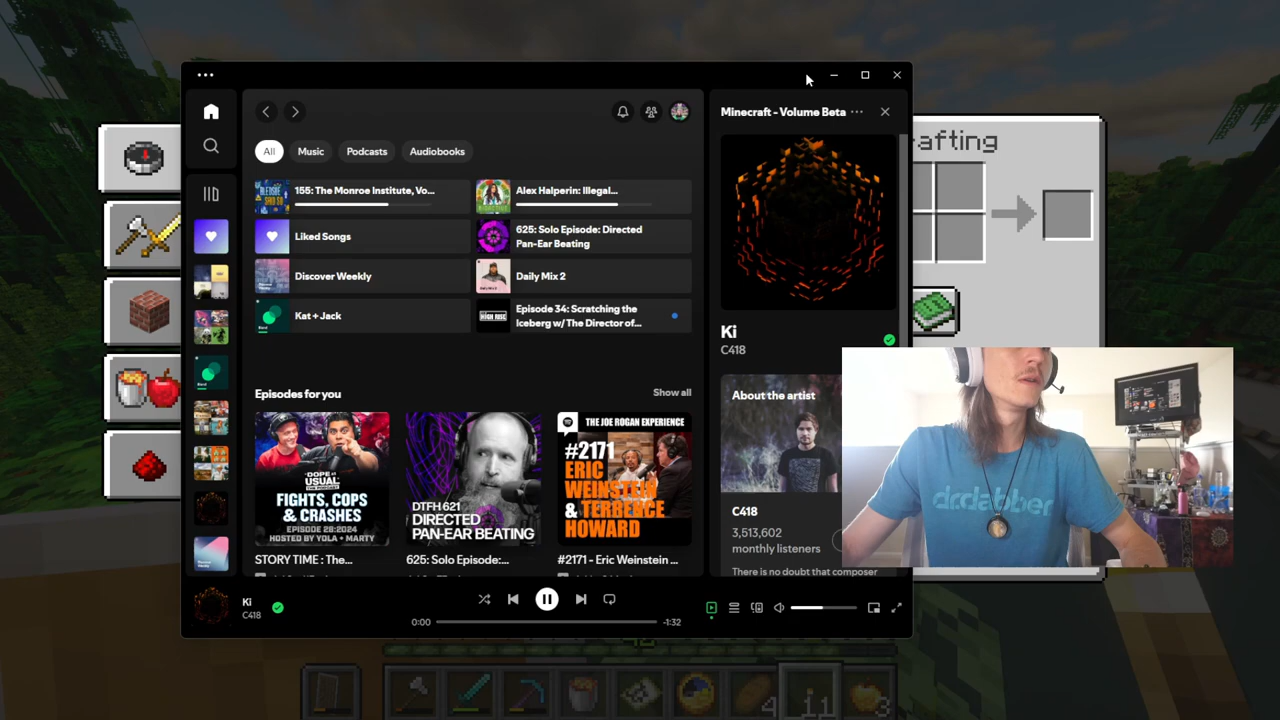 Minecraft - Volume Beta
All
Music
Podcasts
Audiobooks
155: The Monroe Institute, Vo...
Alex Halperin: Illegal...
Liked Songs
625: Solo Episode: Directed
Pan-Ear Beating
Discover Weekly
Daily Mix 2
Kat + Jack
HIGH RISE
Episode 34: Scratching the
Iceberg w/ The Director of...
Ki
C418
Episodes for you
Show all
DOPE AS
USUAL
FIGHTS, COPS
& CRASHES
EPISODE 28:2024
HOSTED BY YOLA + MARTY
DTFH 621
DIRECTED
PAN-EAR BEATING
THE JOE ROGAN EXPERIENCE
#2171
ERIC
WEINSTEIN
& TERRENCE
HOWARD
STORY TIME : The...
625: Solo Episode:...
#2171 - Eric Weinstein ...
About the artist
C418
3,513,602
monthly listeners
There is no doubt that composer
Ki
C418
0:00
-1:32
afting
drdabber
4
11
3